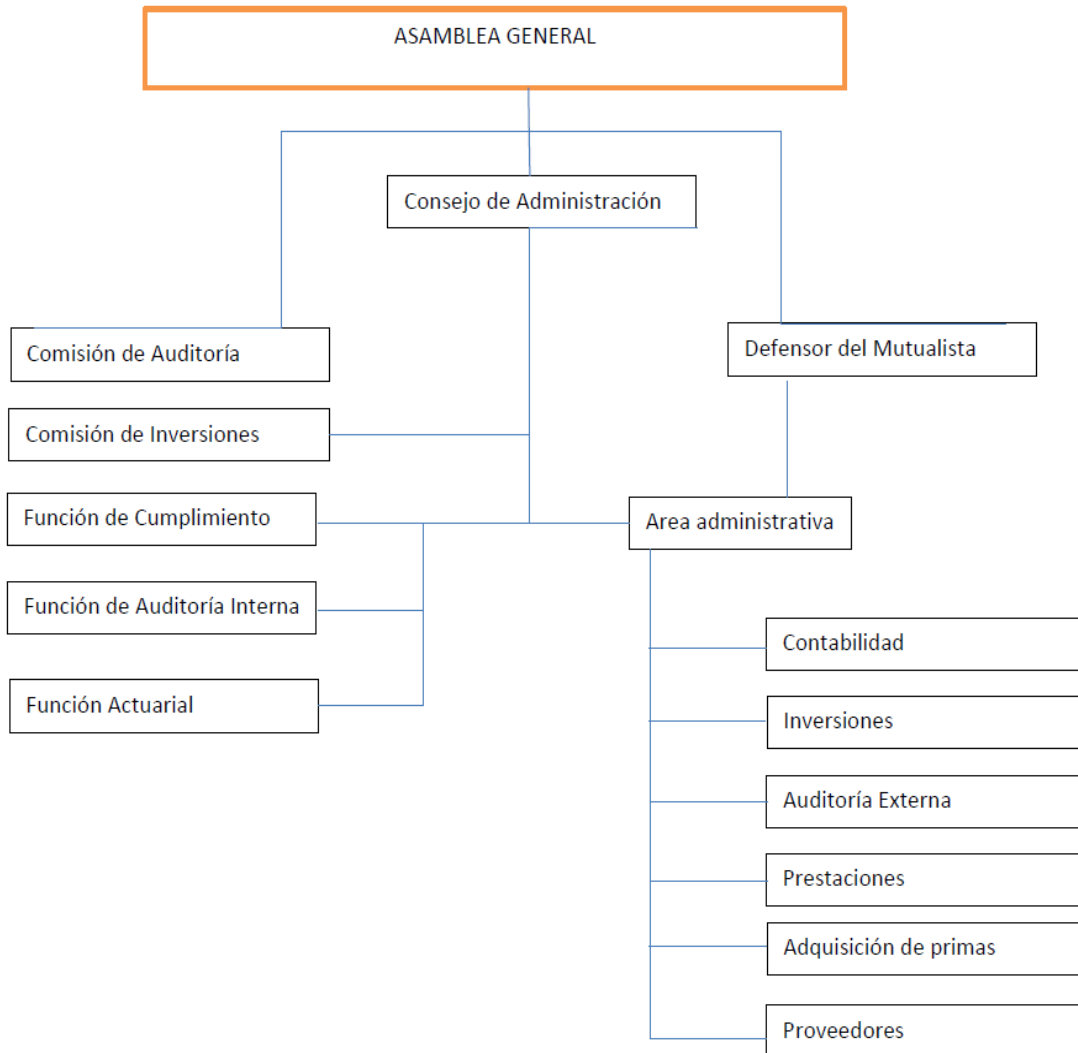 ASAMBLEA GENERAL
Consejo de Administración
Comisión de Auditoría
Defensor del Mutualista
Comisión de Inversiones
Función de Cumplimiento
Area administrativa
Función de Auditoría Interna
Contabilidad
Función Actuarial
Inversiones
Auditoría Externa
Prestaciones
Adquisición de primas
Proveedores